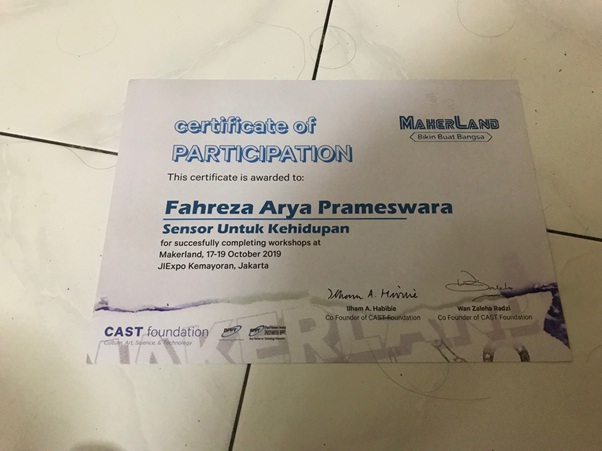 certificate of
PARTICIPATION
MAKERLAND
Bikin Buat Bangsa
This certificate is awarded to:
Fahreza Arya Prameswara
Sensor Untuk Kehidupan
for succesfully completing workshops at
Makerland, 17-19 October 2019
JIExpo Kemayoran, Jakarta
Ilham A. Habibie
Co Founder of CAST Foundation
Wan Zaleha Radzi
Co Founder of CAST Foundation
CAST foundation
Culture, Art, Science & Technology
MAKERLAND